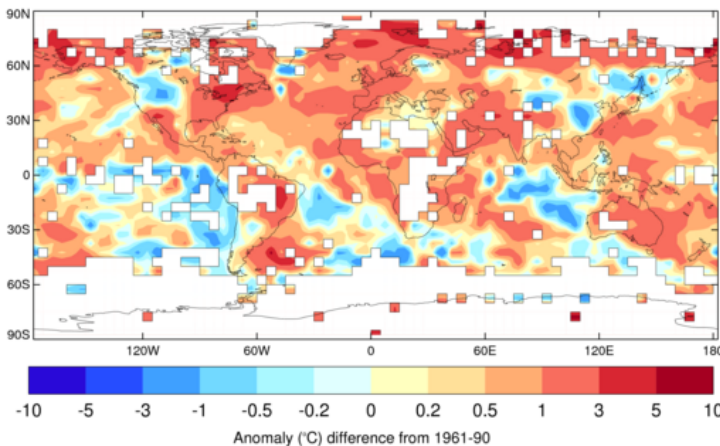 90N
60N
30N
0
30S
60S
90S
120W 60W 0 60E 120E 180
-10 -5 -3 -1 -0.5 -0.2 0 0.2 0.5 1 3 5 10
Anomaly (°C) difference from 1961-90